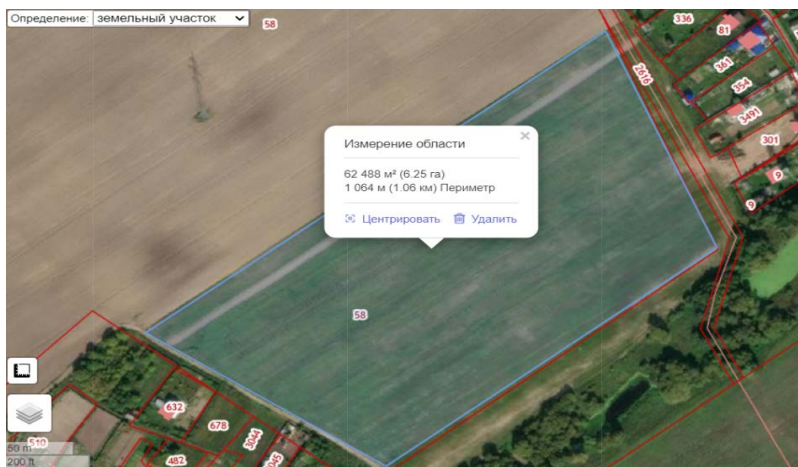 Определение: земельный участок
58
336
81
2616
361
354
3491
301
9
9
Измерение области
62 488 м² (6.25 га)
1 064 м (1.06 км) Периметр
Центрировать Удалить
58
632
678
3044
510
482
50 m
200 ft